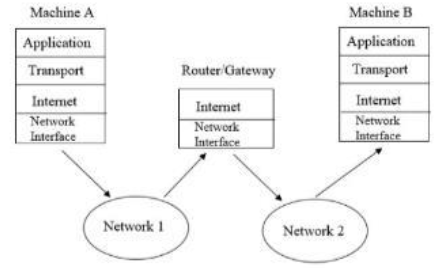 Machine A
Application
Transport
Internet
Network
Interface
Router/Gateway
Internet
Network
Interface
Machine B
Application
Transport
Internet
Network
Interface
Network 1
Network 2